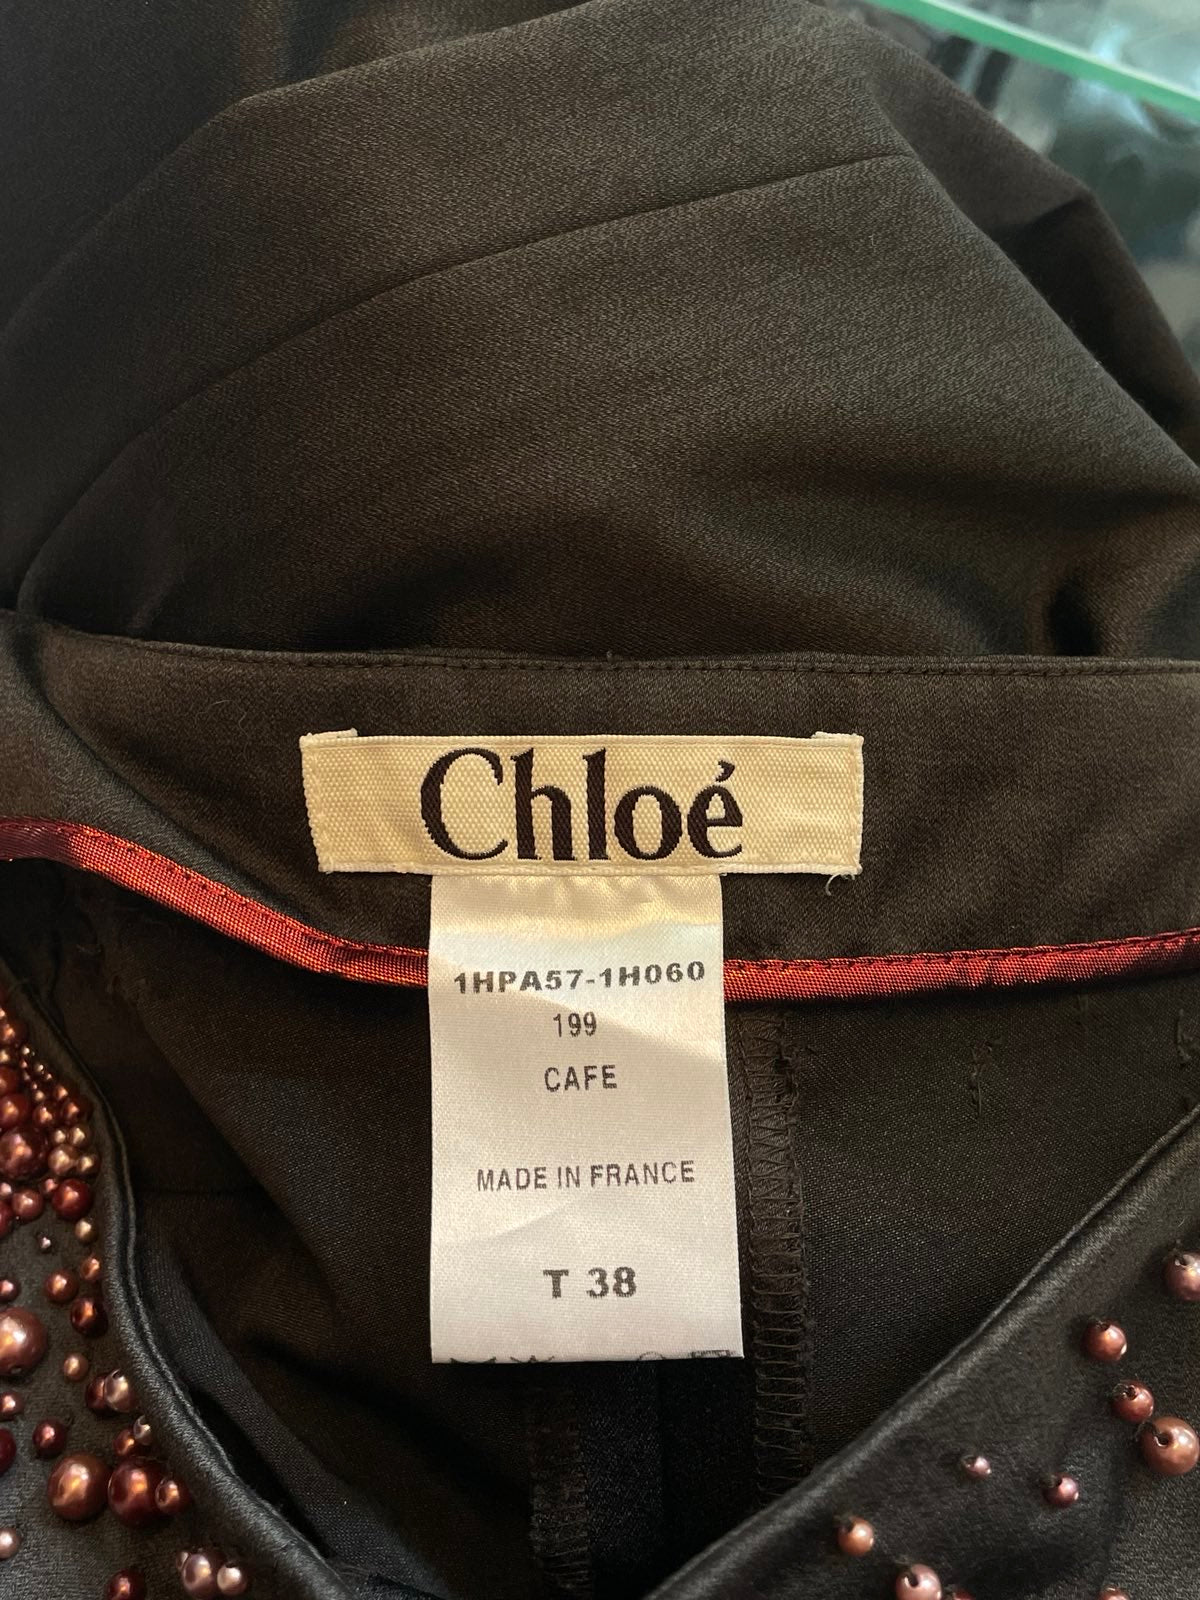 Chloé
1HPA57-1H060
199
CAFE
MADE IN FRANCE
T 38